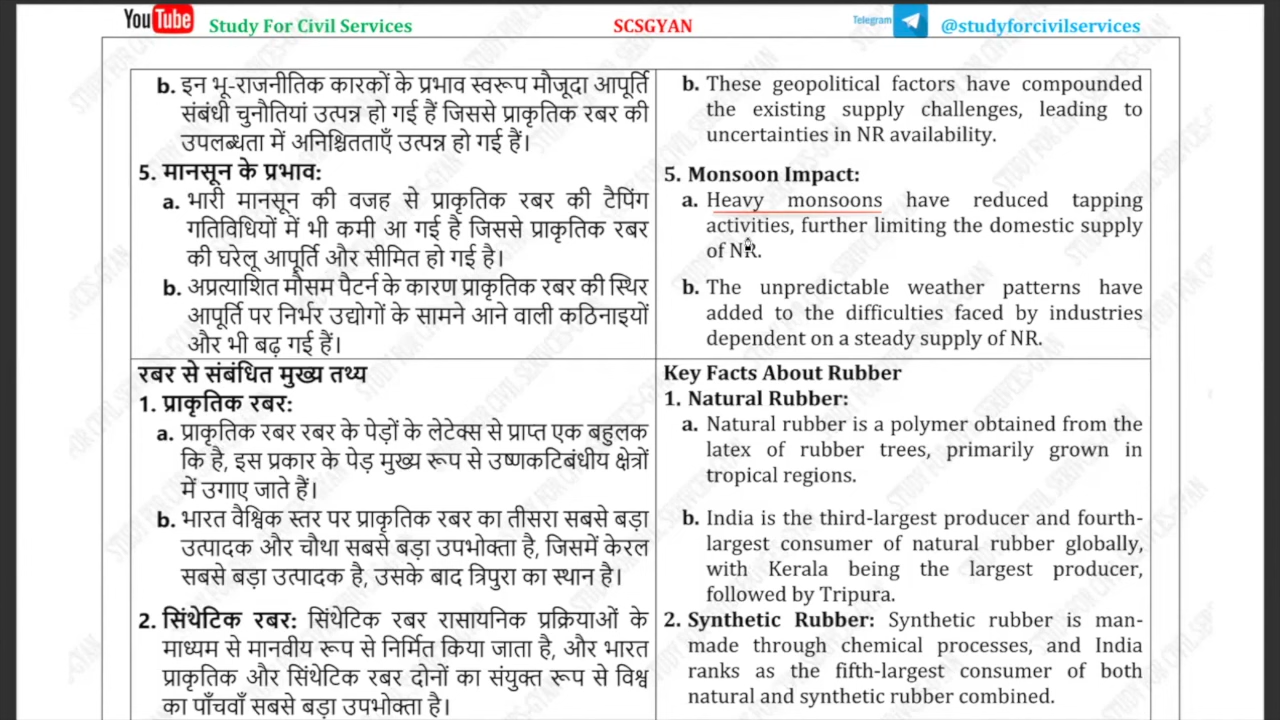 YouTube Study For Civil Services
SCSGYAN
Telegram @studyforcivilservices
b. इन भू-राजनीतिक कारकों के प्रभाव स्वरूप मौजूदा आपूर्ति
संबंधी चुनौतियां उत्पन्न हो गई हैं जिससे प्राकृतिक रबर की
उपलब्धता में अनिश्चितताएँ उत्पन्न हो गई हैं।
5. मानसून के प्रभाव:
a. भारी मानसून की वजह से प्राकृतिक रबर की टैपिंग
गतिविधियों में भी कमी आ गई है जिससे प्राकृतिक रबर
की घरेलू आपूर्ति और सीमित हो गई है।
b. अप्रत्याशित मौसम पैटर्न के कारण प्राकृतिक रबर की स्थिर
आपूर्ति पर निर्भर उद्योगों के सामने आने वाली कठिनाइयों
और भी बढ़ गई हैं।
b. These geopolitical factors have compounded
the existing supply challenges, leading to
uncertainties in NR availability.
5. Monsoon Impact:
a. Heavy monsoons have reduced tapping
activities, further limiting the domestic supply
of NR.
b. The unpredictable weather patterns have
added to the difficulties faced by industries
dependent on a steady supply of NR.
रबर से संबंधित मुख्य तथ्य
1. प्राकृतिक रबर:
a. प्राकृतिक रबर रबर के पेड़ों के लेटेक्स से प्राप्त एक बहुलक
कि है, इस प्रकार के पेड़ मुख्य रूप से उष्णकटिबंधीय क्षेत्रों
में उगाए जाते हैं।
b. भारत वैश्विक स्तर पर प्राकृतिक रबर का तीसरा सबसे बड़ा
उत्पादक और चौथा सबसे बड़ा उपभोक्ता है, जिसमें केरल
सबसे बड़ा उत्पादक है, उसके बाद त्रिपुरा का स्थान है।
2. सिंथेटिक रबर: सिंथेटिक रबर रासायनिक प्रक्रियाओं के
माध्यम से मानवीय रूप से निर्मित किया जाता है, और भारत
प्राकृतिक और सिंथेटिक रबर दोनों का संयुक्त रूप से विश्व
का पाँचवाँ सबसे बड़ा उपभोक्ता है।
Key Facts About Rubber
1. Natural Rubber:
a. Natural rubber is a polymer obtained from the
latex of rubber trees, primarily grown in
tropical regions.
b. India is the third-largest producer and fourth-
largest consumer of natural rubber globally,
with Kerala being the largest producer,
followed by Tripura.
2. Synthetic Rubber: Synthetic rubber is man-
made through chemical processes, and India
ranks as the fifth-largest consumer of both
natural and synthetic rubber combined.